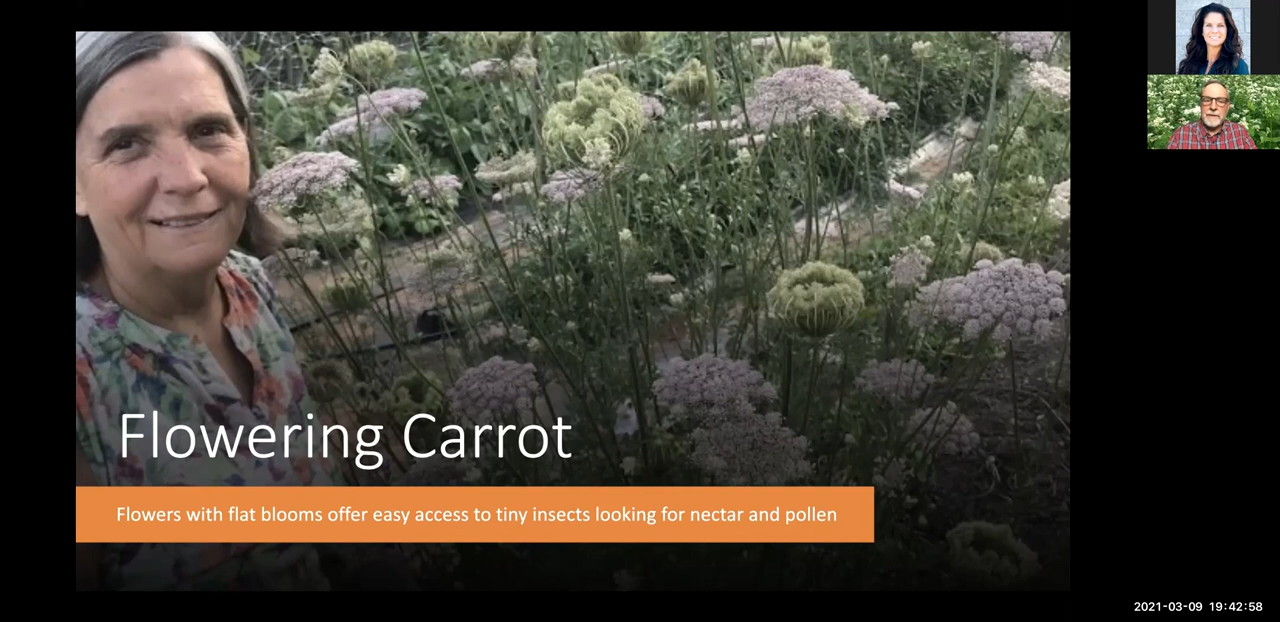 Flowering Carrot
Flowers with flat blooms offer easy access to tiny insects looking for nectar and pollen
2021-03-09 19:42:58